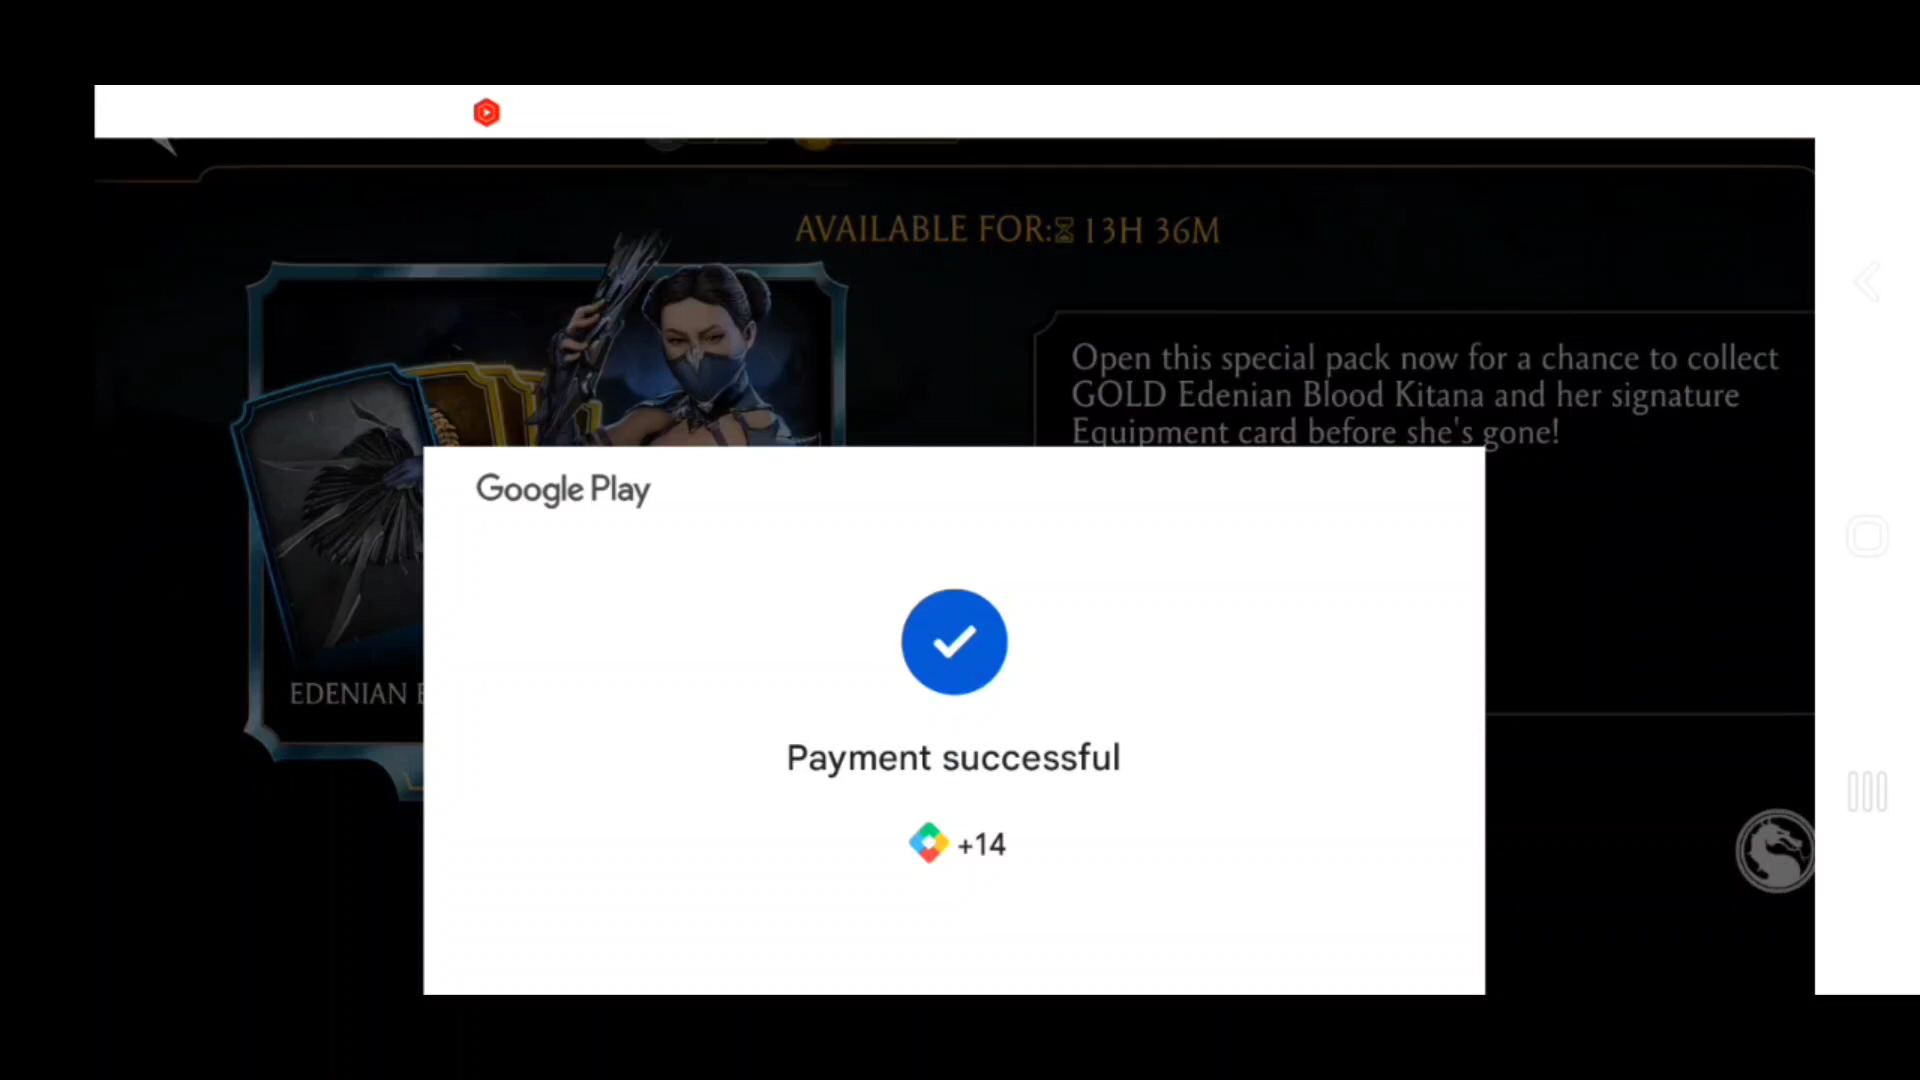 AVAILABLE FOR: 13H 36M
Open this special pack now for a chance to collect
GOLD Edenian Blood Kitana and her signature
Equipment card before she's gone!
EDENIAN
Google Play
Payment successful
+14